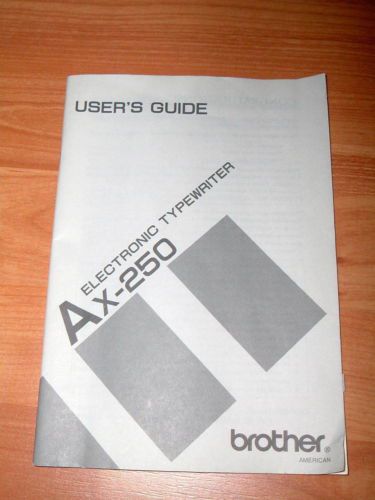 USER'S GUIDE
ELECTRONIC TYPEWRITER
AX-250
brother®
AMERICAN